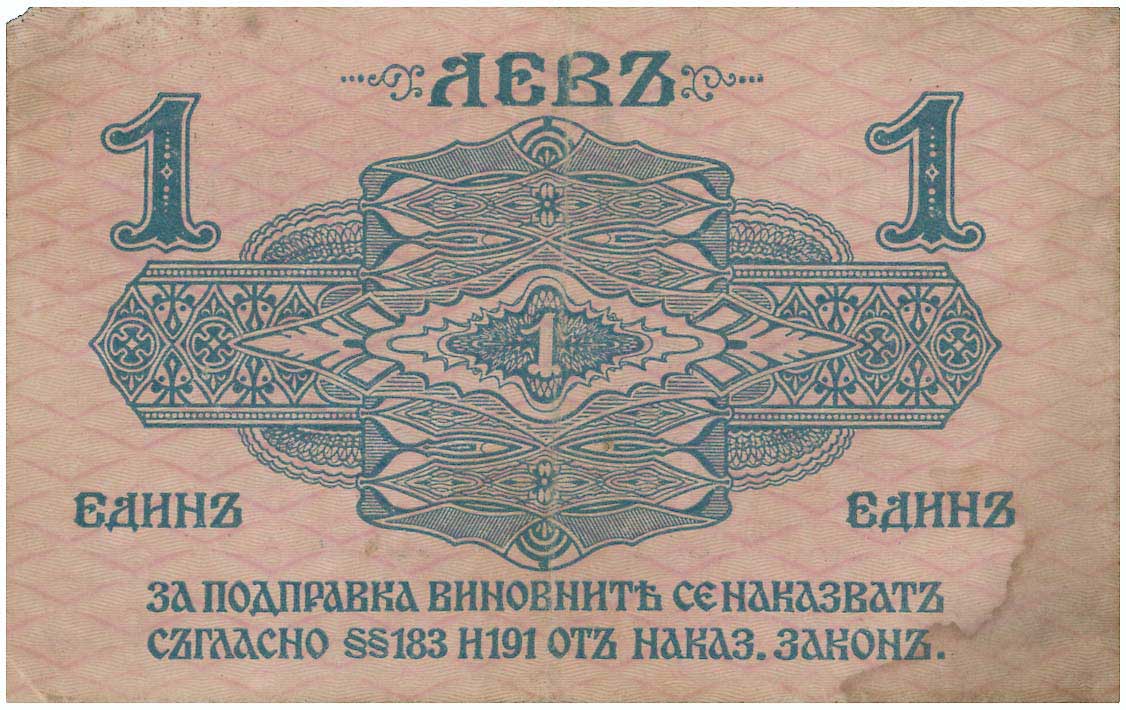 ЛЕВЪ
1 1
1
ЕДИНЪ ЕДИНЪ
ЗА ПОДПРАВКА ВИНОВНИТѢ СЕ НАКАЗВАТЪ
СЪГЛАСНО §§183 И 191 ОТЪ НАКАЗ. ЗАКОНЪ.